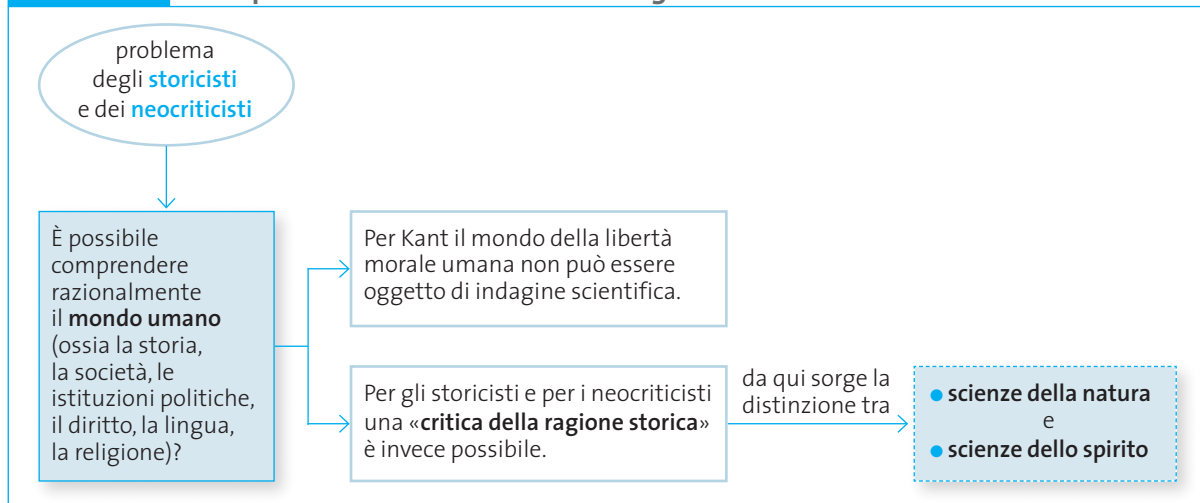 problema
degli storicisti
e dei neocriticisti
È possibile
comprendere
razionalmente
il mondo umano
(ossia la storia,
la società, le
istituzioni politiche,
il diritto, la lingua,
la religione)?
Per Kant il mondo della libertà
morale umana non può essere
oggetto di indagine scientifica.
Per gli storicisti e per i neocriticisti
una «critica della ragione storica»
è invece possibile.
da qui sorge la
distinzione tra
● scienze della natura
e
● scienze dello spirito